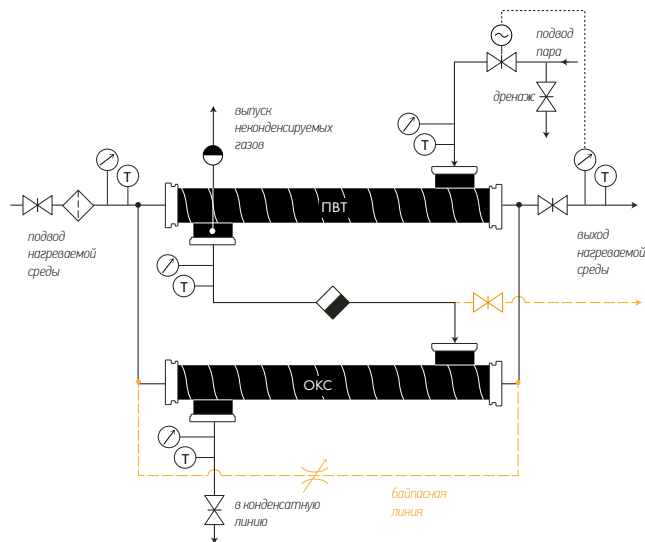 подвод
пара
дренаж
выпуск
неконденсируемых
газов
T
T
T
ПВТ
подвод
нагреваемой
среды
выход
нагреваемой
среды
T
ОКС
T
байпасная
линия
в конденсатную
линию